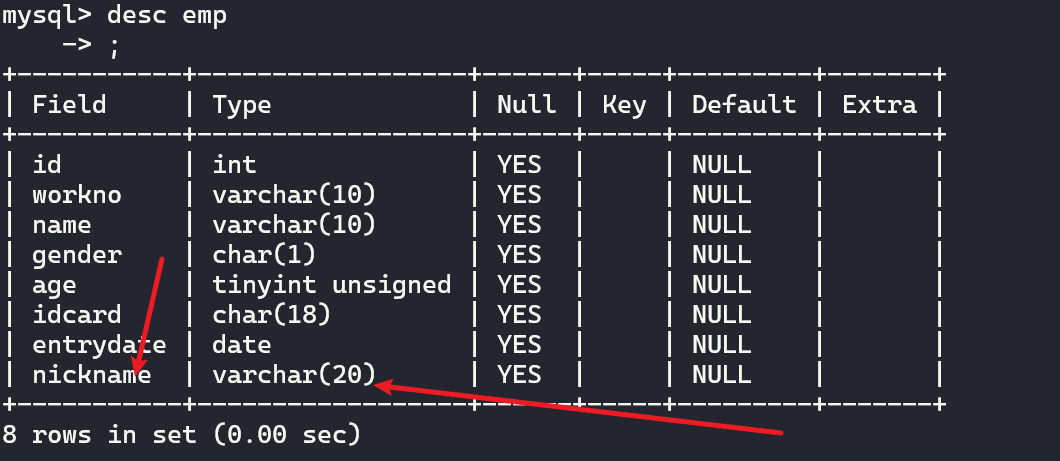 mysql> desc emp
    -> ;
+-----------+------------------+------+-----+---------+-------+
| Field     | Type             | Null | Key | Default | Extra |
+-----------+------------------+------+-----+---------+-------+
| id        | int              | YES  |     | NULL    |       |
| workno    | varchar(10)      | YES  |     | NULL    |       |
| name      | varchar(10)      | YES  |     | NULL    |       |
| gender    | char(1)          | YES  |     | NULL    |       |
| age       | tinyint unsigned | YES  |     | NULL    |       |
| idcard    | char(18)         | YES  |     | NULL    |       |
| entrydate | date             | YES  |     | NULL    |       |
| nickname  | varchar(20)      | YES  |     | NULL    |       |
+-----------+------------------+------+-----+---------+-------+
8 rows in set (0.00 sec)